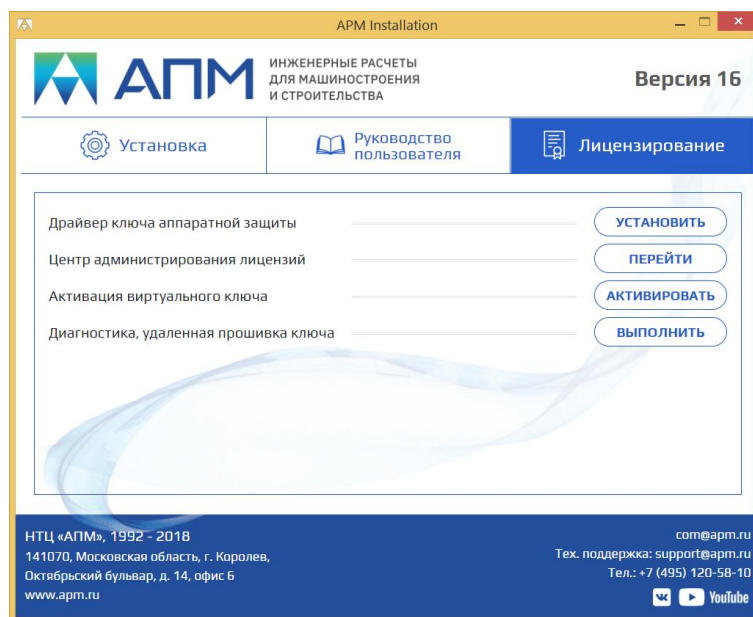 APM Installation
АПМ
ИНЖЕНЕРНЫЕ РАСЧЕТЫ
ДЛЯ МАШИНОСТРОЕНИЯ
И СТРОИТЕЛЬСТВА
Версия 16
Установка
Руководство
пользователя
Лицензирование
Драйвер ключа аппаратной защиты
УСТАНОВИТЬ
Центр администрирования лицензий
ПЕРЕЙТИ
Активация виртуального ключа
АКТИВИРОВАТЬ
Диагностика, удаленная прошивка ключа
ВЫПОЛНИТЬ
НТЦ «АПМ», 1992 - 2018
141070, Московская область, г. Королев,
Октябрьский бульвар, д. 14, офис 6
www.apm.ru
com@apm.ru
Тех. поддержка: support@apm.ru
Тел.: +7 (495) 120-58-10
YouTube